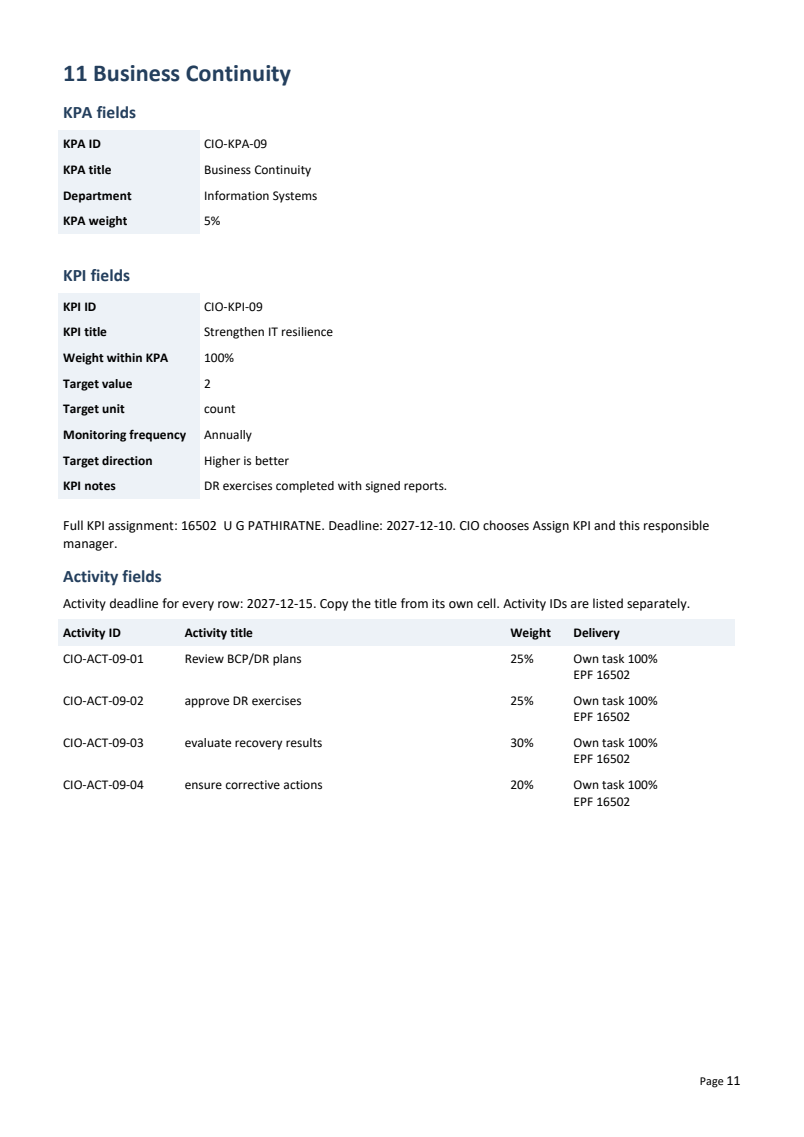 11 Business Continuity
KPA fields
KPA ID CIO-KPA-09
KPA title Business Continuity
Department Information Systems
KPA weight 5%
KPI fields
KPI ID CIO-KPI-09
KPI title Strengthen IT resilience
Weight within KPA 100%
Target value 2
Target unit count
Monitoring frequency Annually
Target direction Higher is better
KPI notes DR exercises completed with signed reports.
Full KPI assignment: 16502  U G PATHIRATNE. Deadline: 2027-12-10. CIO chooses Assign KPI and this responsible
manager.
Activity fields
Activity deadline for every row: 2027-12-15. Copy the title from its own cell. Activity IDs are listed separately.
Activity ID Activity title Weight Delivery
CIO-ACT-09-01 Review BCP/DR plans 25% Own task 100%
EPF 16502
CIO-ACT-09-02 approve DR exercises 25% Own task 100%
EPF 16502
CIO-ACT-09-03 evaluate recovery results 30% Own task 100%
EPF 16502
CIO-ACT-09-04 ensure corrective actions 20% Own task 100%
EPF 16502
Page 11